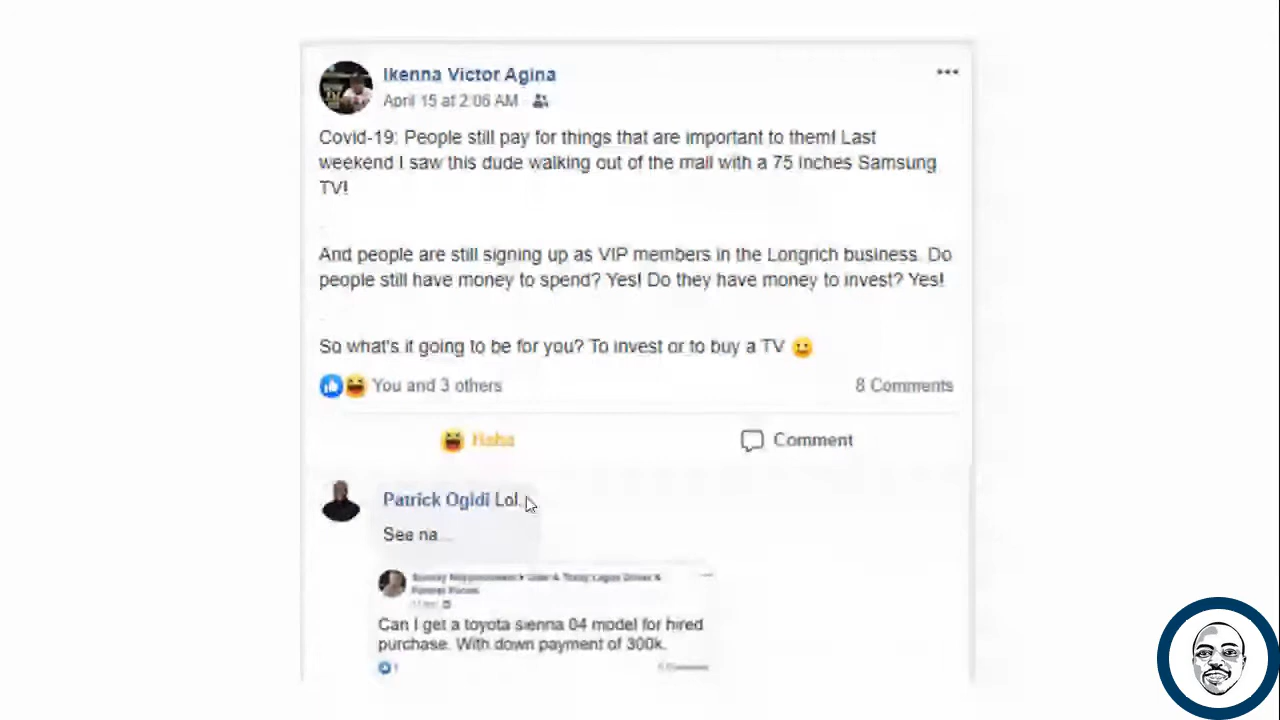 Ikenna Victor Agina
April 15 at 2:06 AM
Covid-19: People still pay for things that are important to them! Last
weekend I saw this dude walking out of the mall with a 75 inches Samsung
TV!
.
And people are still signing up as VIP members in the Longrich business. Do
people still have money to spend? Yes! Do they have money to invest? Yes!
.
So what's it going to be for you? To invest or to buy a TV
You and 3 others
8 Comments
Haha
Comment
Patrick Ogidi Lol.
See na...
Can I get a toyota sienna 04 model for hired
purchase. With down payment of 300k.